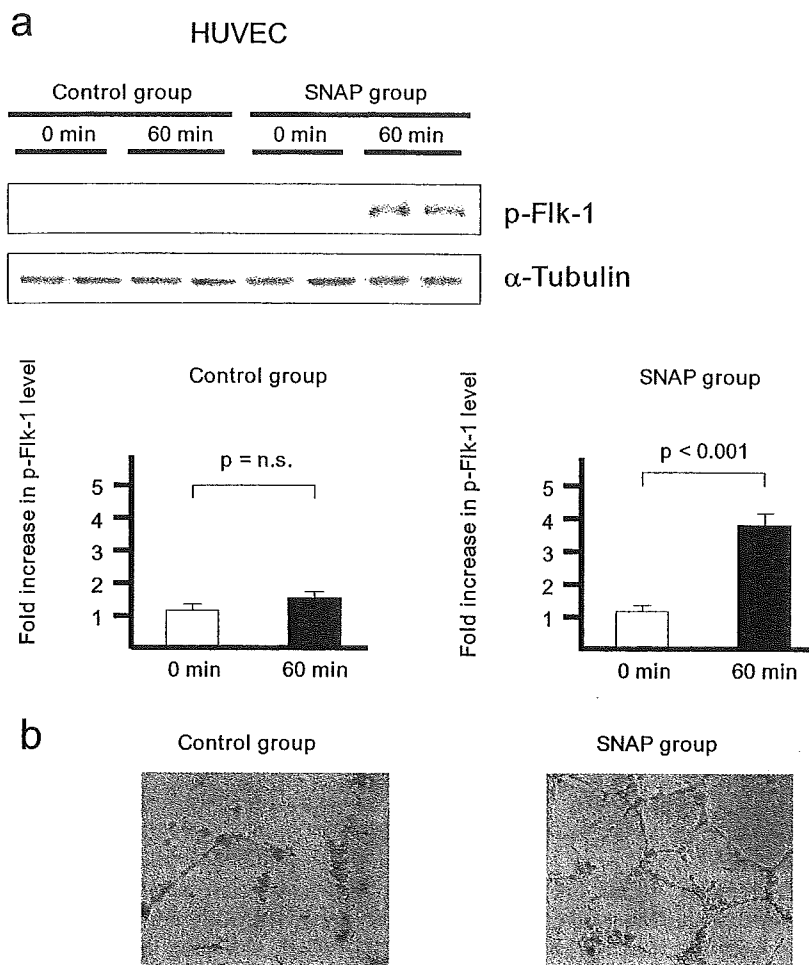 a
HUVEC
Control group SNAP group
0 min 60 min 0 min 60 min
p-Flk-1
α-Tubulin
Control group
Fold increase in p-Flk-1 level
p = n.s.
5
4
3
2
1
0 min 60 min
SNAP group
Fold increase in p-Flk-1 level
p < 0.001
5
4
3
2
1
0 min 60 min
b
Control group SNAP group